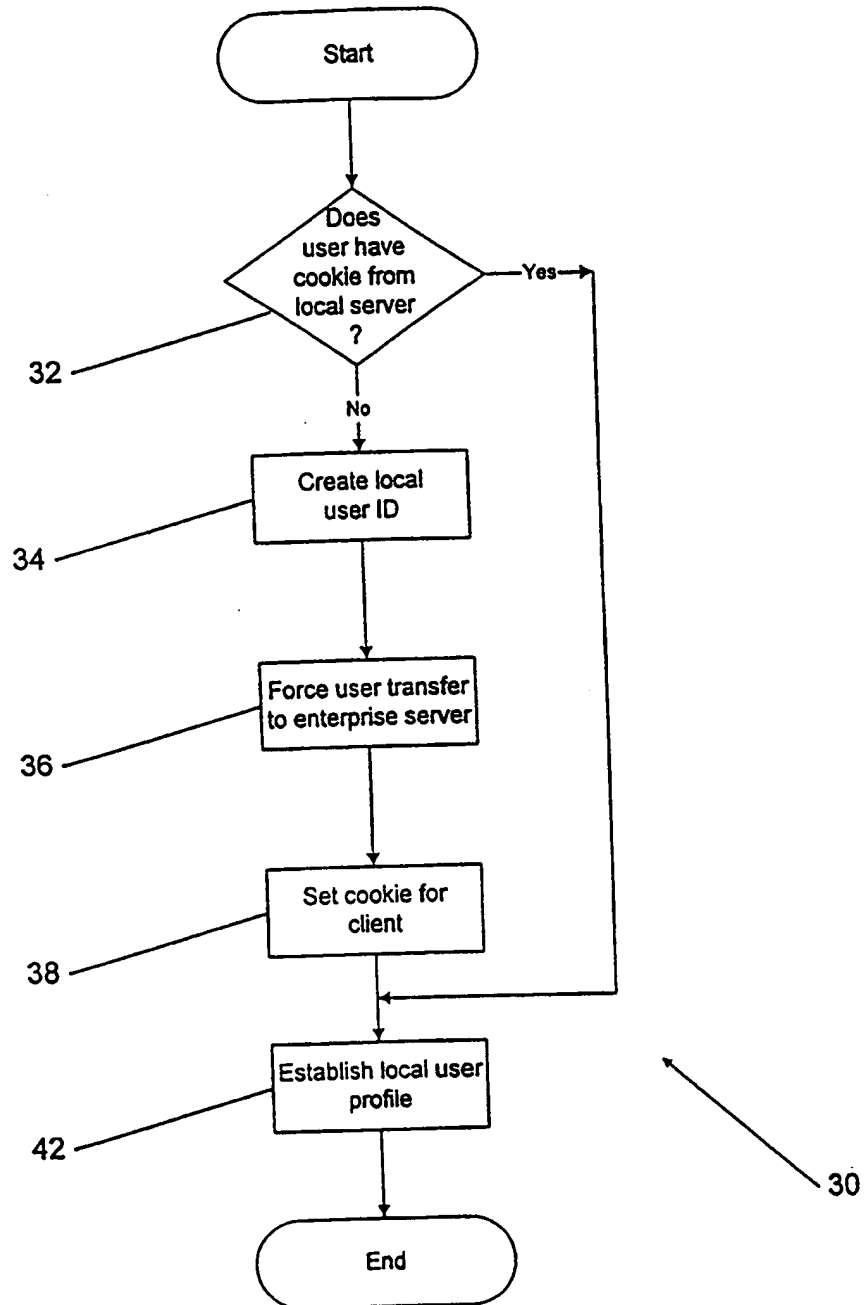 Start
Does
user have
cookie from
local server
?
Yes
32
No
Create local
user ID
34
Force user transfer
to enterprise server
36
Set cookie for
client
38
Establish local user
profile
42
30
End